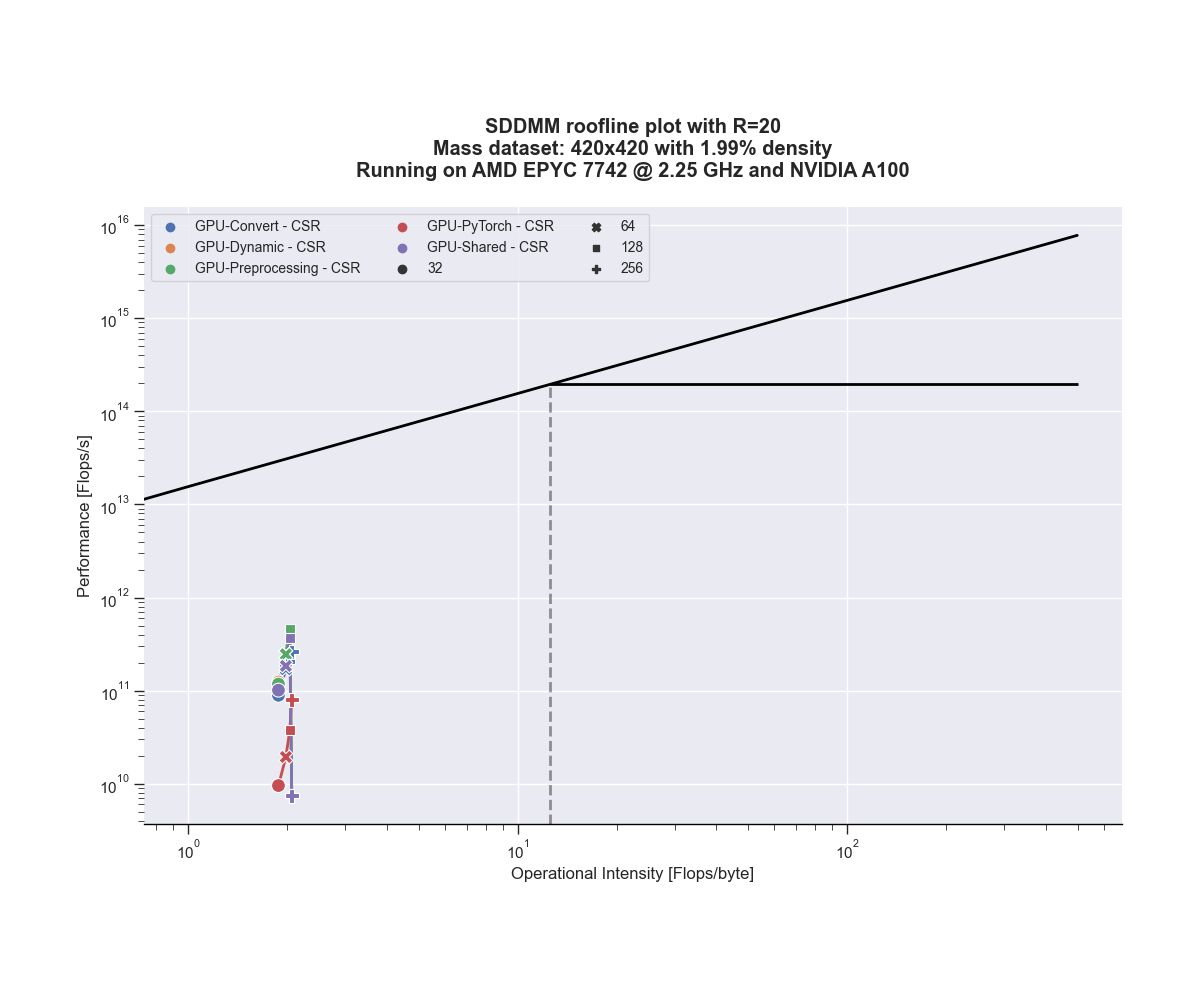 SDDMM roofline plot with R=20
Mass dataset: 420x420 with 1.99% density
Running on AMD EPYC 7742 @ 2.25 GHz and NVIDIA A100
GPU-Convert - CSR
GPU-Dynamic - CSR
GPU-Preprocessing - CSR
GPU-PyTorch - CSR
GPU-Shared - CSR
32
64
128
256
Performance [Flops/s]
10^16
10^15
10^14
10^13
10^12
10^11
10^10
10^0
10^1
10^2
Operational Intensity [Flops/byte]